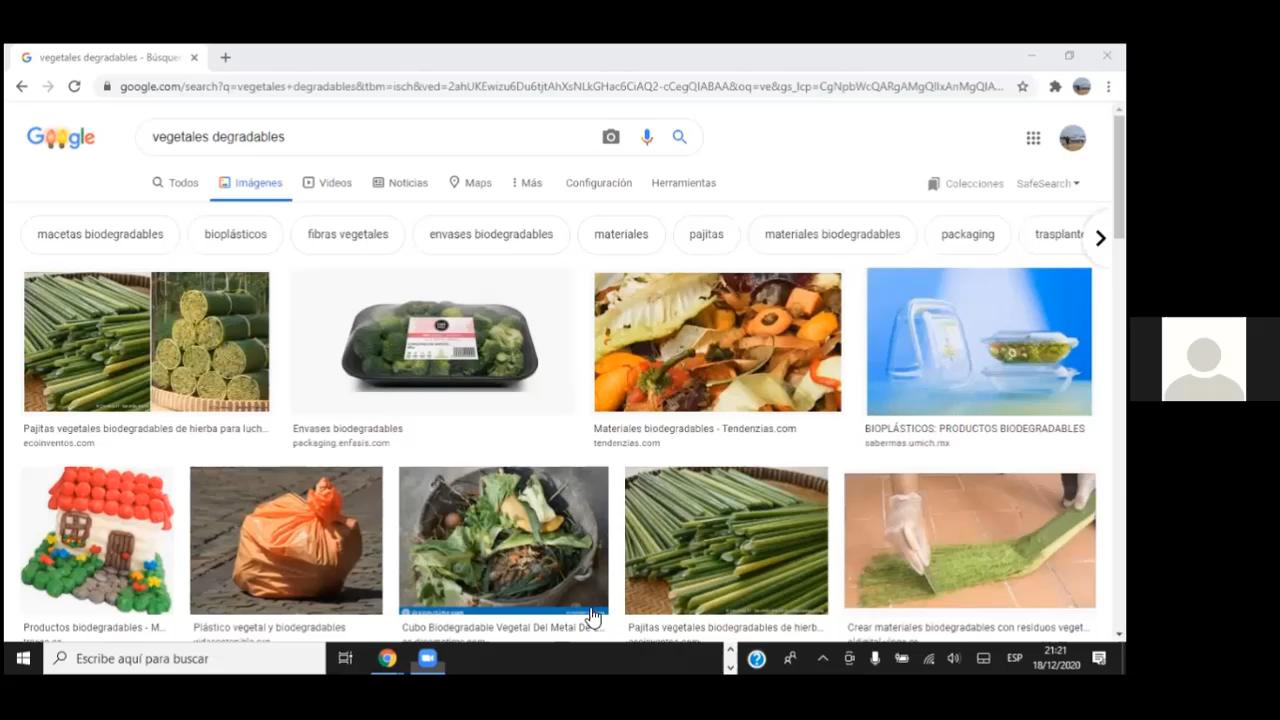 vegetales degradables - Búsque
google.com/search?q=vegetales+degradables&tbm=isch&ved=2ahUKEwizu6Du6tjtAhXsNLkGHac6CiAQ2-cCegQIABAA&oq=ve&gs_lcp=CgNpbWcQARgAMgQIIxAnMgQIA...
Google
vegetales degradables
Todos
Imágenes
Videos
Noticias
Maps
Más
Configuración
Herramientas
Colecciones
SafeSearch
macetas biodegradables
bioplásticos
fibras vegetales
envases biodegradables
materiales
pajitas
materiales biodegradables
packaging
trasplante
Pajitas vegetales biodegradables de hierba para luch...
ecoinventos.com
Envases biodegradables
packaging.enfasis.com
Materiales biodegradables - Tendenzias.com
tendenzias.com
BIOPLÁSTICOS: PRODUCTOS BIODEGRADABLES
sabermas.umich.mx
Productos biodegradables - M...
Plástico vegetal y biodegradables
Cubo Biodegradable Vegetal Del Metal De
Pajitas vegetales biodegradables de hierb...
ecoinventos.com
Crear materiales biodegradables con residuos veget...
Escribe aquí para buscar
ESP
21:21
18/12/2020